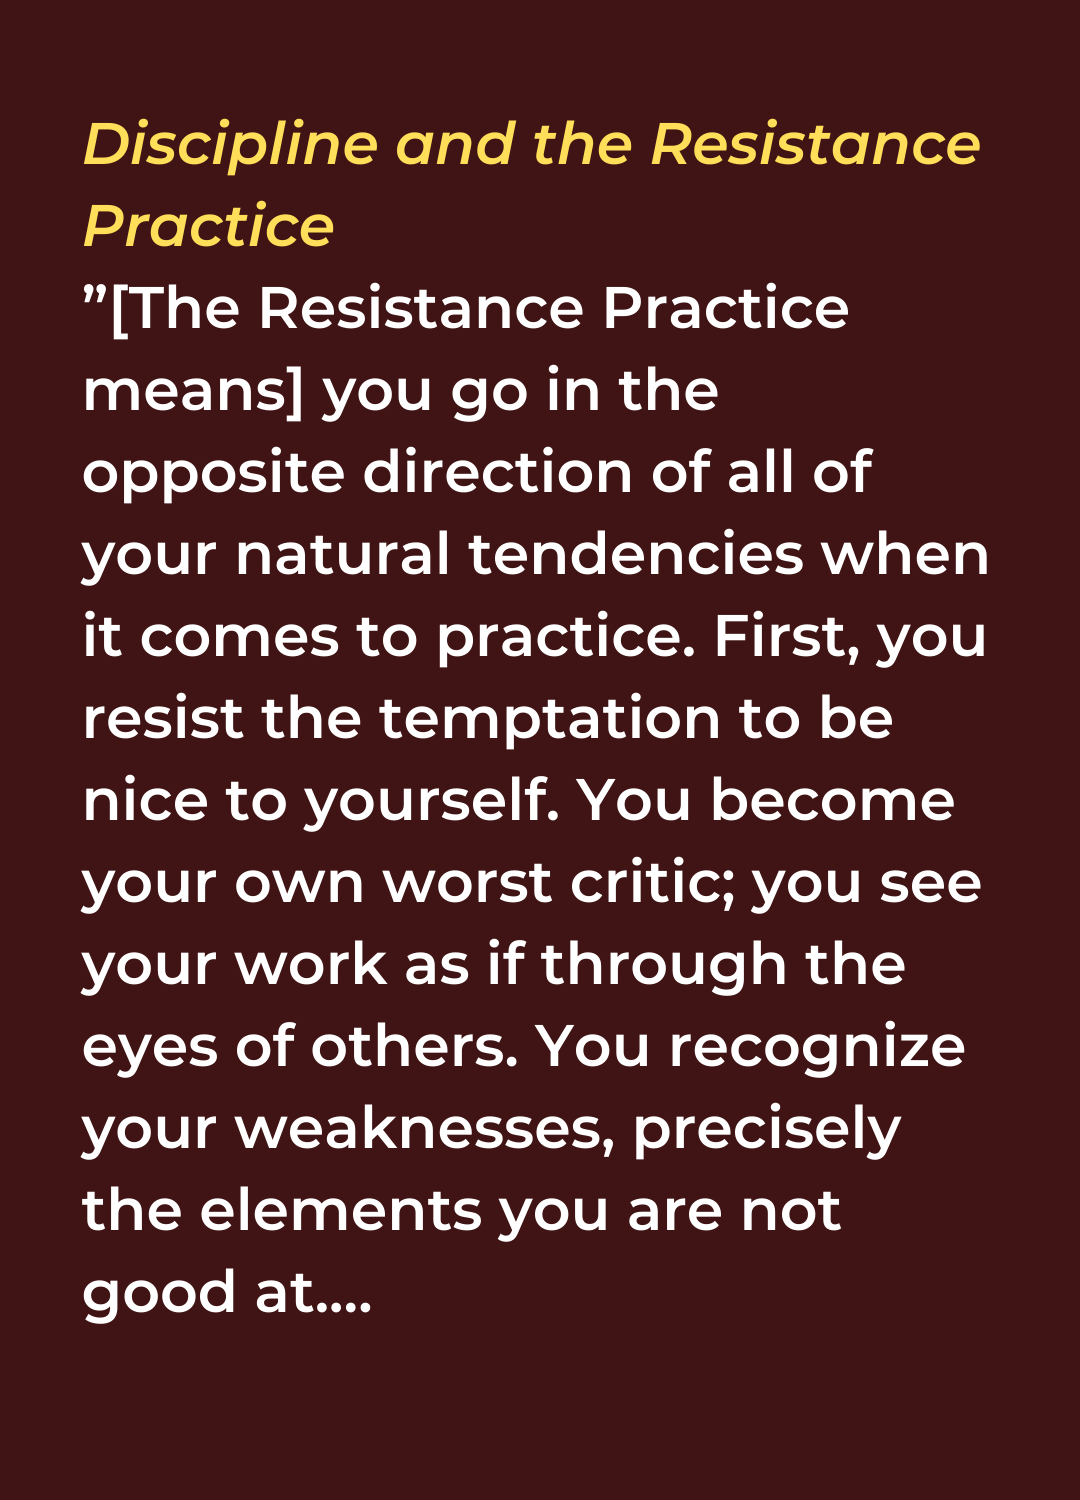 Discipline and the Resistance
Practice
”[The Resistance Practice
means] you go in the
opposite direction of all of
your natural tendencies when
it comes to practice. First, you
resist the temptation to be
nice to yourself. You become
your own worst critic; you see
your work as if through the
eyes of others. You recognize
your weaknesses, precisely
the elements you are not
good at....